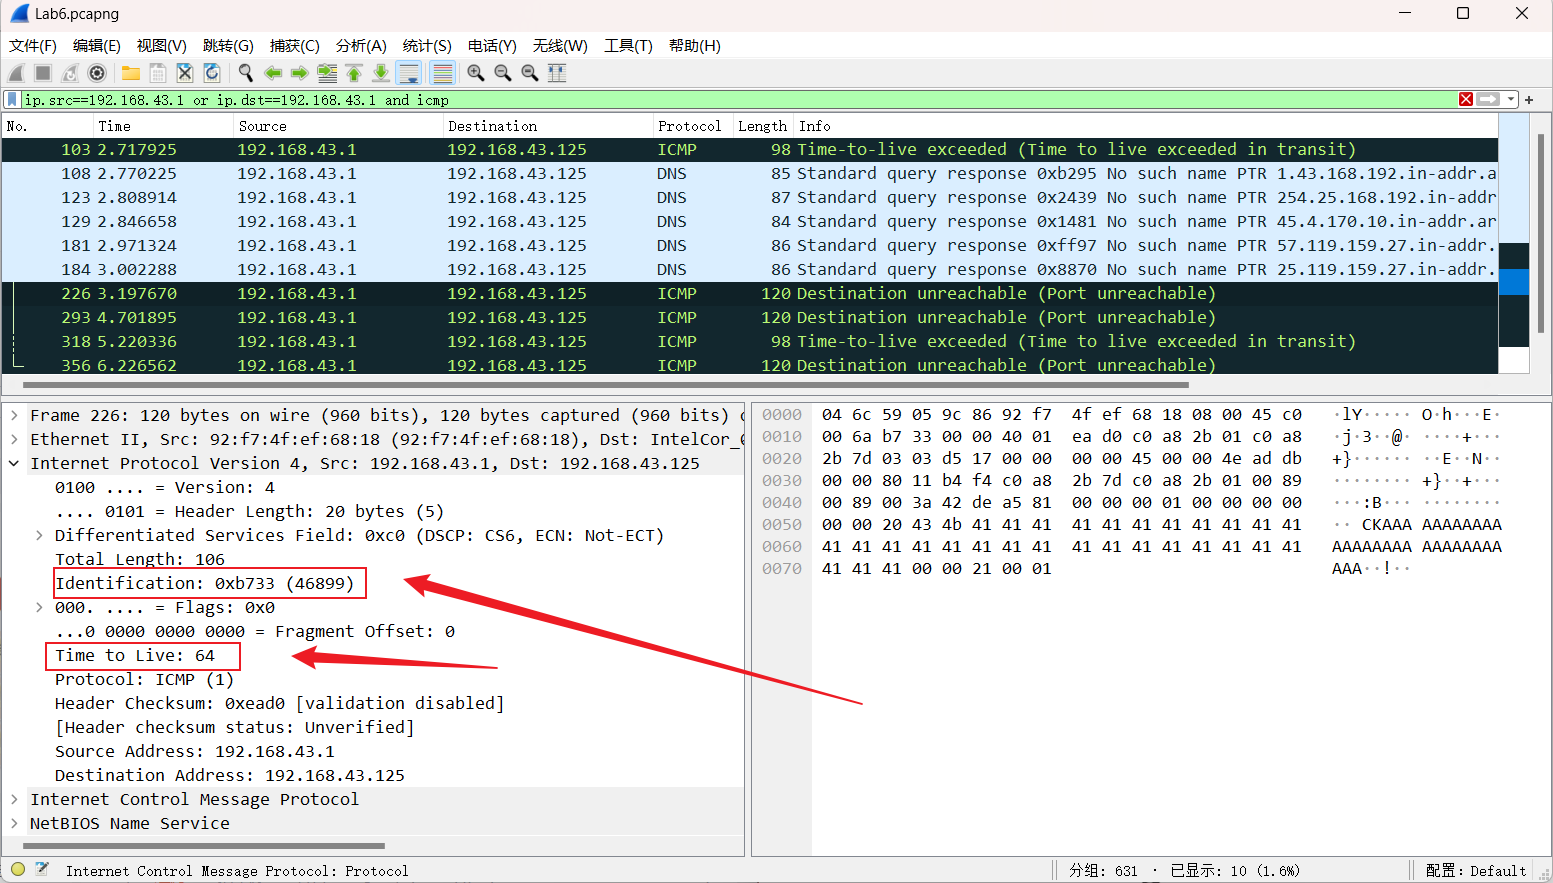 Lab6.pcapng
文件(F) 编辑(E) 视图(V) 跳转(G) 捕获(C) 分析(A) 统计(S) 电话(Y) 无线(W) 工具(T) 帮助(H)
ip.src==192.168.43.1 or ip.dst==192.168.43.1 and icmp
No. Time Source Destination Protocol Length Info
103 2.717925 192.168.43.1 192.168.43.125 ICMP 98 Time-to-live exceeded (Time to live exceeded in transit)
108 2.770225 192.168.43.1 192.168.43.125 DNS 85 Standard query response 0xb295 No such name PTR 1.43.168.192.in-addr.a
123 2.808914 192.168.43.1 192.168.43.125 DNS 87 Standard query response 0x2439 No such name PTR 254.25.168.192.in-addr
129 2.846658 192.168.43.1 192.168.43.125 DNS 84 Standard query response 0x1481 No such name PTR 45.4.170.10.in-addr.ar
181 2.971324 192.168.43.1 192.168.43.125 DNS 86 Standard query response 0xff97 No such name PTR 57.119.159.27.in-addr.
184 3.002288 192.168.43.1 192.168.43.125 DNS 86 Standard query response 0x8870 No such name PTR 25.119.159.27.in-addr.
226 3.197670 192.168.43.1 192.168.43.125 ICMP 120 Destination unreachable (Port unreachable)
293 4.701895 192.168.43.1 192.168.43.125 ICMP 120 Destination unreachable (Port unreachable)
318 5.220336 192.168.43.1 192.168.43.125 ICMP 98 Time-to-live exceeded (Time to live exceeded in transit)
356 6.226562 192.168.43.1 192.168.43.125 ICMP 120 Destination unreachable (Port unreachable)
Frame 226: 120 bytes on wire (960 bits), 120 bytes captured (960 bits)
Ethernet II, Src: 92:f7:4f:ef:68:18 (92:f7:4f:ef:68:18), Dst: IntelCor_
Internet Protocol Version 4, Src: 192.168.43.1, Dst: 192.168.43.125
0100 .... = Version: 4
.... 0101 = Header Length: 20 bytes (5)
Differentiated Services Field: 0xc0 (DSCP: CS6, ECN: Not-ECT)
Total Length: 106
Identification: 0xb733 (46899)
000. .... = Flags: 0x0
...0 0000 0000 0000 = Fragment Offset: 0
Time to Live: 64
Protocol: ICMP (1)
Header Checksum: 0xead0 [validation disabled]
[Header checksum status: Unverified]
Source Address: 192.168.43.1
Destination Address: 192.168.43.125
Internet Control Message Protocol
NetBIOS Name Service
0000 04 6c 59 05 9c 86 92 f7 4f ef 68 18 08 00 45 c0 ·lY····· O·h···E·
0010 00 6a b7 33 00 00 40 01 ea d0 c0 a8 2b 01 c0 a8 ·j·3··@· ····+···
0020 2b 7d 03 03 d5 17 00 00 00 00 45 00 00 4e ad db +}······ ··E··N··
0030 00 00 80 11 b4 f4 c0 a8 2b 7d c0 a8 2b 01 00 89 ········ +}··+···
0040 00 89 00 3a 42 de a5 81 00 00 00 01 00 00 00 00 ···:B··· ········
0050 00 00 20 43 4b 41 41 41 41 41 41 41 41 41 41 41 ·· CKAAA AAAAAAAA
0060 41 41 41 41 41 41 41 41 41 41 41 41 41 41 41 41 AAAAAAAA AAAAAAAA
0070 41 41 41 00 00 21 00 01 AAA··!··
Internet Control Message Protocol: Protocol
分组: 631 · 已显示: 10 (1.6%)
配置: Default